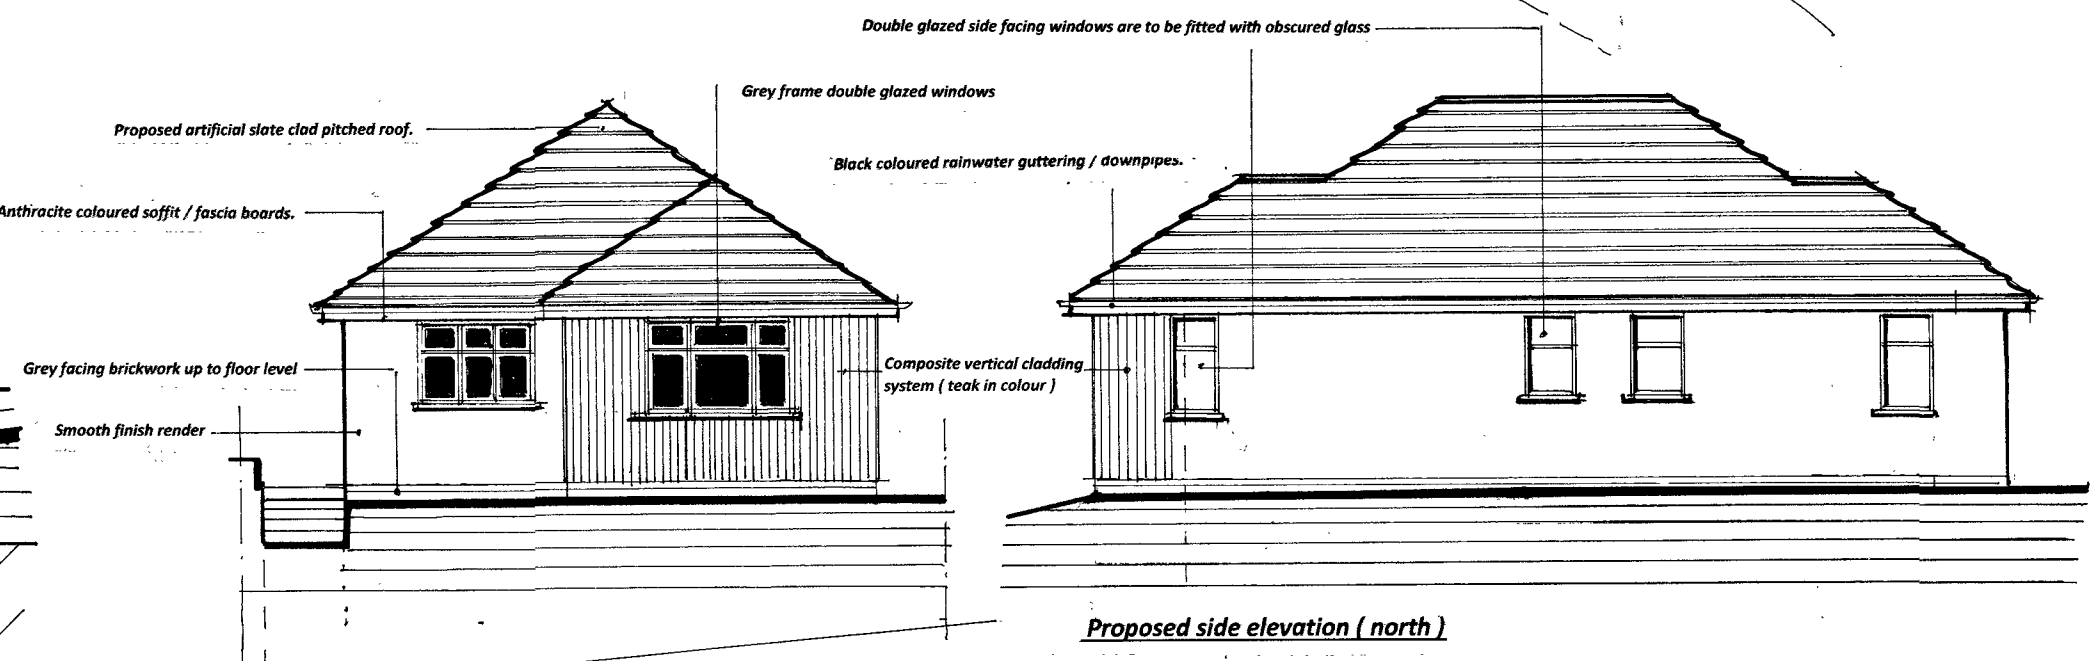 Double glazed side facing windows are to be fitted with obscured glass
Grey frame double glazed windows
Proposed artificial slate clad pitched roof.
Black coloured rainwater guttering / downpipes.
Anthracite coloured soffit / fascia boards.
Grey facing brickwork up to floor level
Composite vertical cladding
system ( teak in colour )
Smooth finish render
Proposed side elevation ( north )